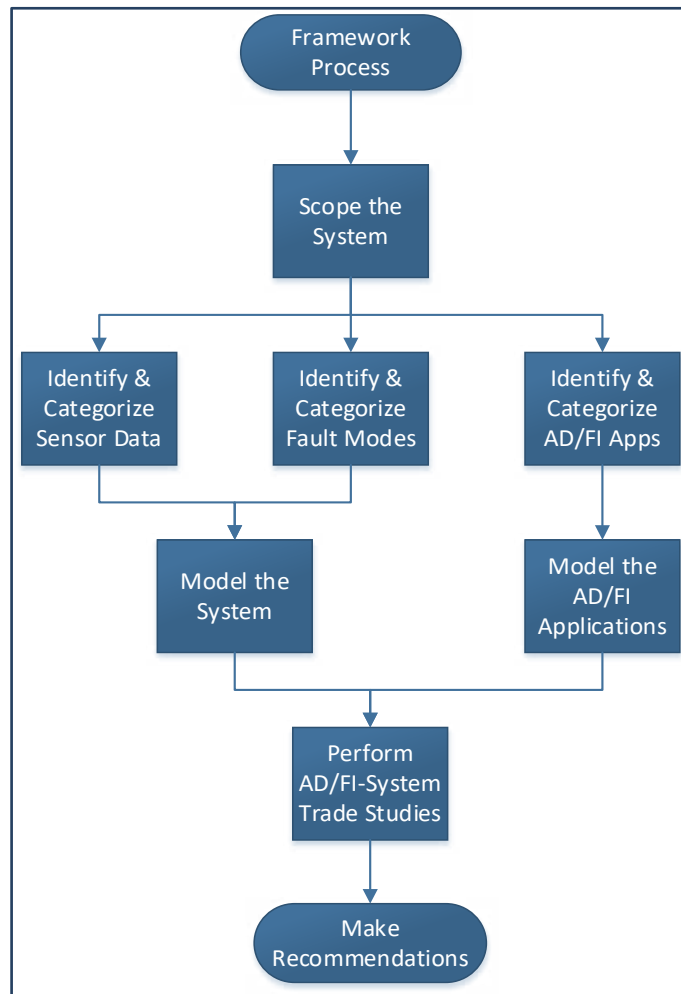 Framework
Process
Scope the
System
Identify &
Categorize
Sensor Data
Identify &
Categorize
Fault Modes
Identify &
Categorize
AD/FI Apps
Model the
System
Model the
AD/FI
Applications
Perform
AD/FI-System
Trade Studies
Make
Recommendations